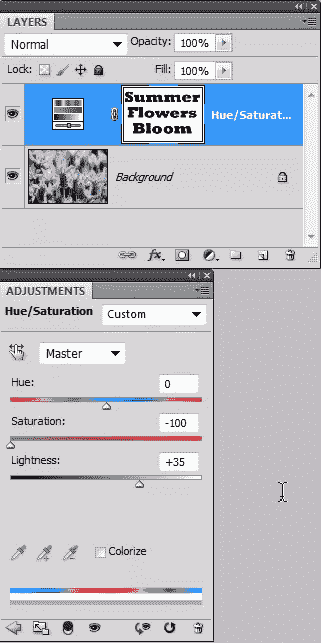 LAYERS
Normal Opacity: 100%
Lock: Fill: 100%
Summer
Flowers
Bloom
Hue/Saturat...
Background
fx
ADJUSTMENTS
Hue/Saturation Custom
Master
Hue: 0
Saturation: -100
Lightness: +35
Colorize